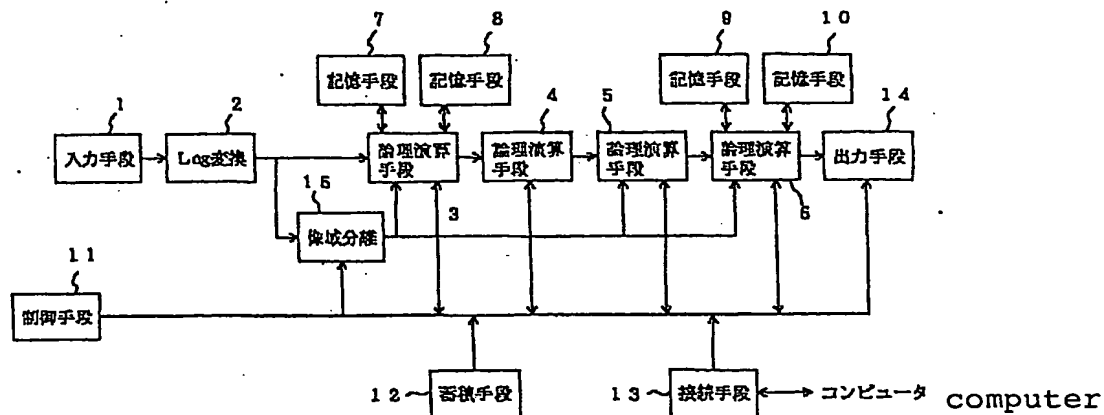 7
8
9
10
記憶手段
記憶手段
記憶手段
記憶手段
1
2
4
5
14
入力手段
Log変換
論理演算
手段
論理演算
手段
論理演算
手段
論理演算
手段
出力手段
15
3
6
像域分離
11
制御手段
12
蓄積手段
13
接続手段
コンピュータ computer